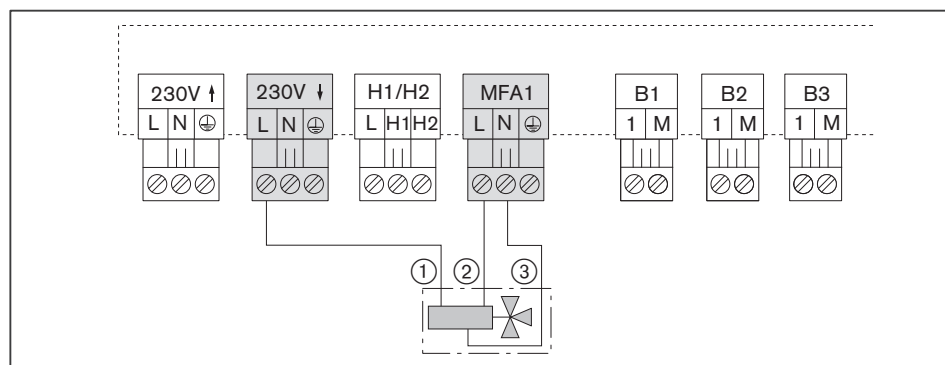 230V ↑ 230V ↓ H1/H2 MFA1 B1 B2 B3
L N ⏚ L N ⏚ L H1 H2 L N ⏚ 1 M 1 M 1 M
① ② ③